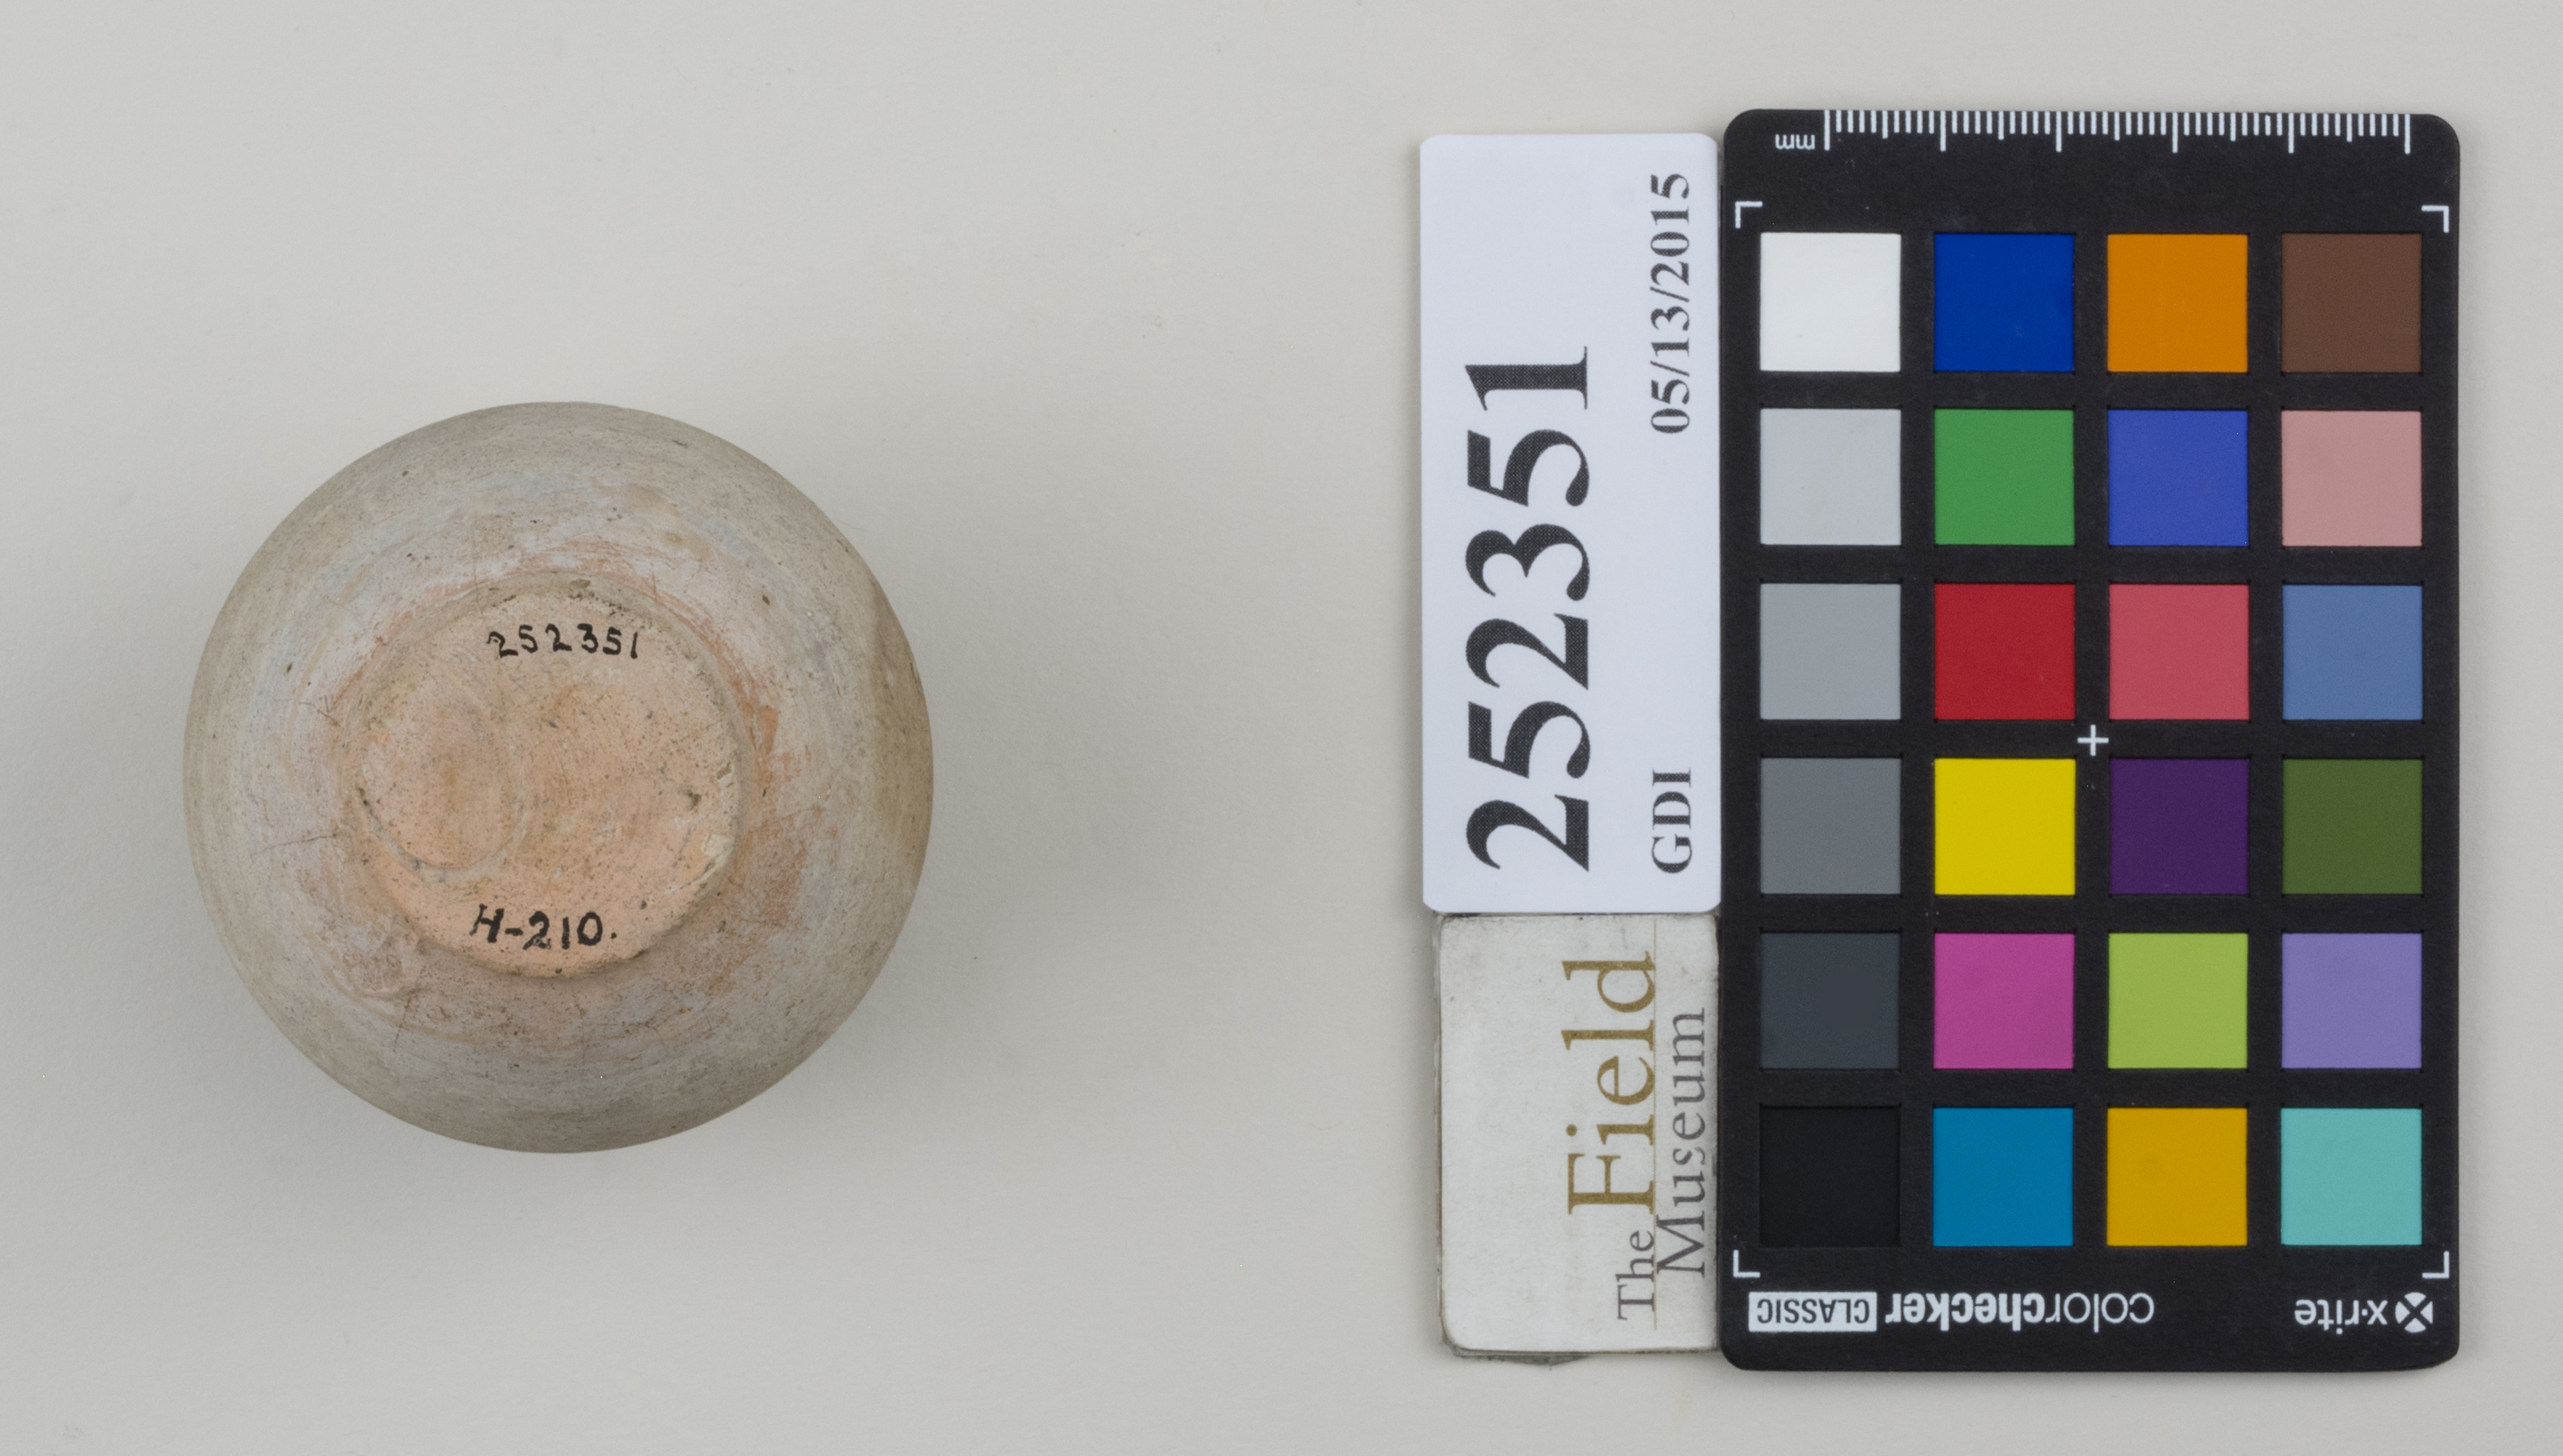 252351
H-210.
252351
GDI 05/13/2015
The Field
Museum
mm
x-rite
colorchecker CLASSIC